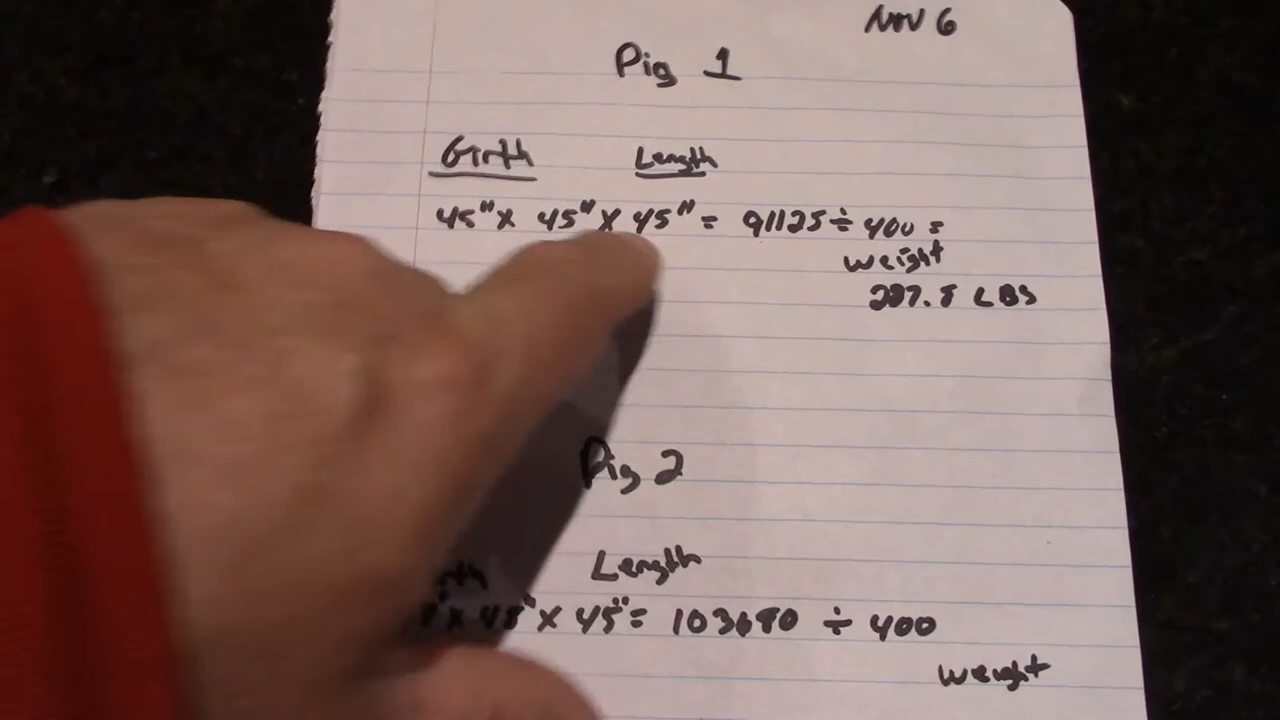 Nov 6
Pig 1
Girth Length
45" x 45" x 45" = 91125 ÷ 400 =
weight
227.8 LBS
Pig 2
Length
x 48" x 45" = 103680 ÷ 400
weight